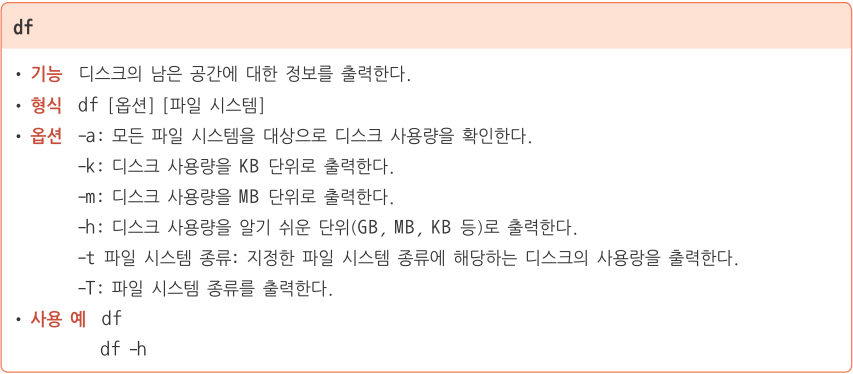 df
• 기능 디스크의 남은 공간에 대한 정보를 출력한다.
• 형식 df [옵션] [파일 시스템]
• 옵션 -a: 모든 파일 시스템을 대상으로 디스크 사용량을 확인한다.
-k: 디스크 사용량을 KB 단위로 출력한다.
-m: 디스크 사용량을 MB 단위로 출력한다.
-h: 디스크 사용량을 알기 쉬운 단위(GB, MB, KB 등)로 출력한다.
-t 파일 시스템 종류: 지정한 파일 시스템 종류에 해당하는 디스크의 사용랑을 출력한다.
-T: 파일 시스템 종류를 출력한다.
• 사용 예 df
df -h